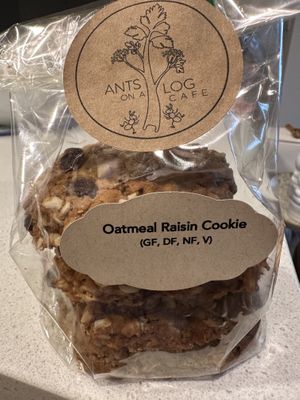 ANTS LOG
ON A CAFE
Oatmeal Raisin Cookie
(GF, DF, NF, V)